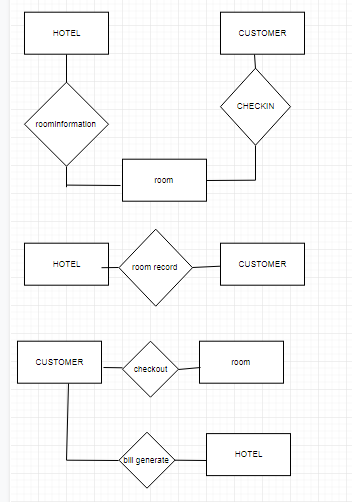 HOTEL
CUSTOMER
roominformation
CHECKIN
room
HOTEL
room record
CUSTOMER
CUSTOMER
checkout
room
bill generate
HOTEL